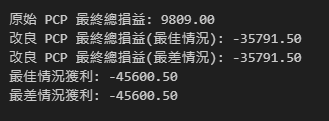 原始 PCP 最終總損益: 9809.00
改良 PCP 最終總損益(最佳情況): -35791.50
改良 PCP 最終總損益(最差情況): -35791.50
最佳情況獲利: -45600.50
最差情況獲利: -45600.50